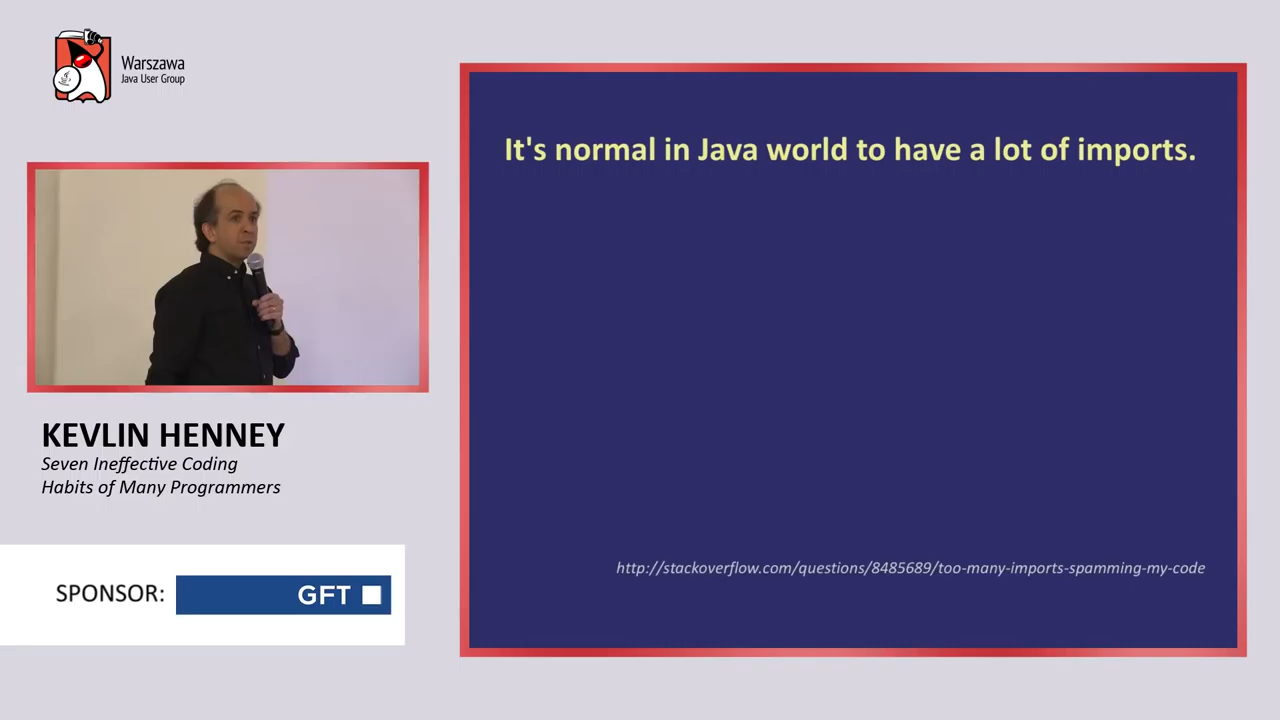 Warszawa
Java User Group
It's normal in Java world to have a lot of imports.
KEVLIN HENNEY
Seven Ineffective Coding
Habits of Many Programmers
http://stackoverflow.com/questions/8485689/too-many-imports-spamming-my-code
SPONSOR:
GFT